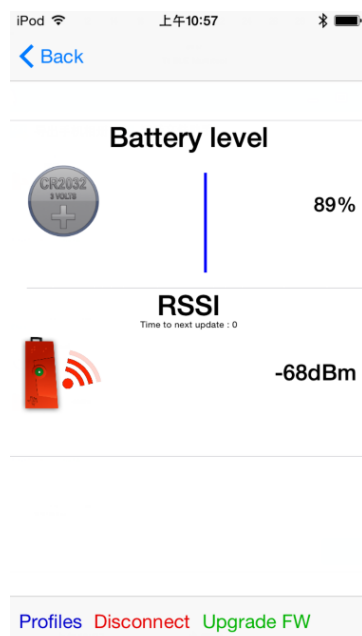 iPod 上午10:57
Back
Battery level
CR2032
3 VOLTS
89%
RSSI
Time to next update : 0
-68dBm
Profiles Disconnect Upgrade FW